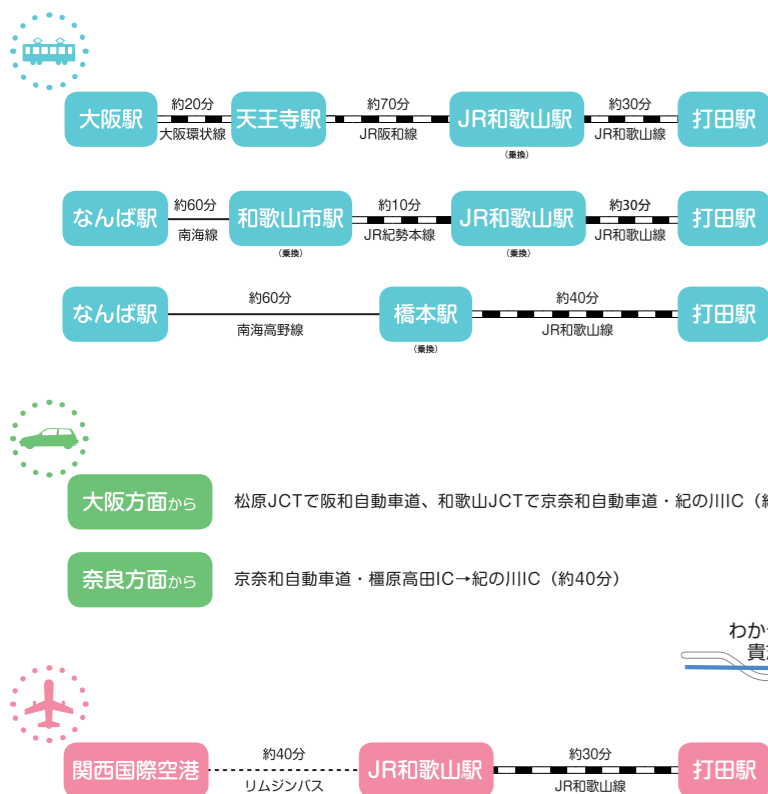 約20分 約70分 約30分
大阪駅 天王寺駅 JR和歌山駅 打田駅
大阪環状線 JR阪和線 JR和歌山線
(乗換)
約60分 約10分 約30分
なんば駅 和歌山市駅 JR和歌山駅 打田駅
南海線 JR紀勢本線 JR和歌山線
(乗換) (乗換)
約60分 約40分
なんば駅 橋本駅 打田駅
南海高野線 JR和歌山線
(乗換)
大阪方面から 松原JCTで阪和自動車道、和歌山JCTで京奈和自動車道・紀の川IC（
奈良方面から 京奈和自動車道・橿原高田IC→紀の川IC（約40分）
わか
貴
約40分 約30分
関西国際空港 JR和歌山駅 打田駅
リムジンバス JR和歌山線